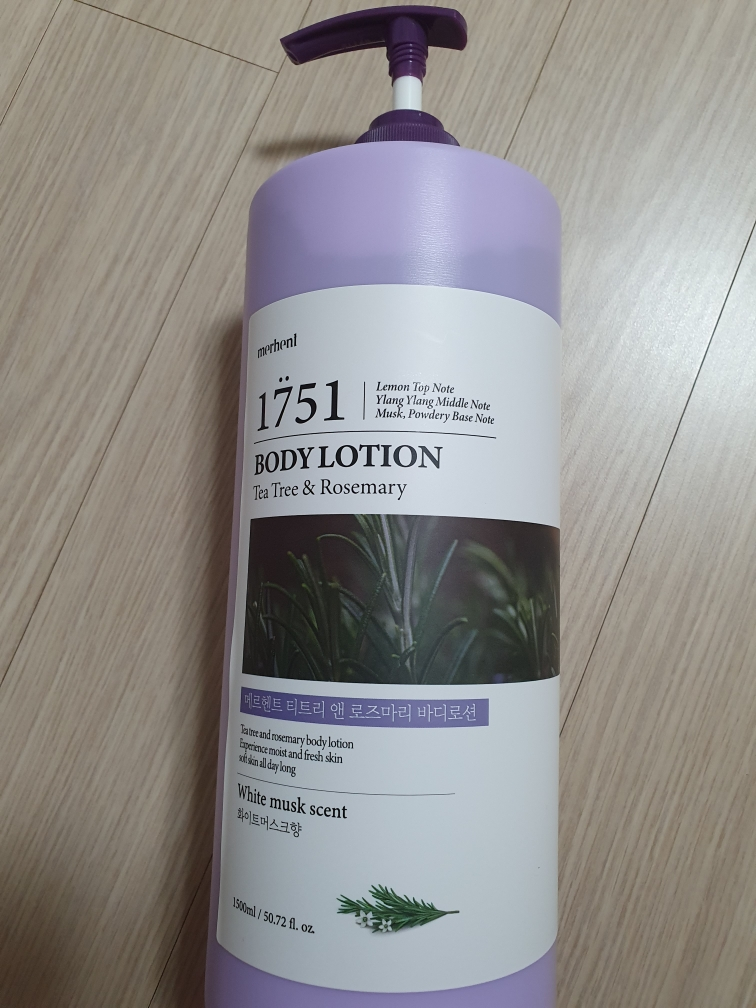 merhent
17̈51
Lemon Top Note
Ylang Ylang Middle Note
Musk, Powdery Base Note
BODY LOTION
Tea Tree & Rosemary
메르헨트 티트리 앤 로즈마리 바디로션
Tea tree and rosemary body lotion
Experience moist and fresh skin
soft skin all day long
White musk scent
화이트머스크향
1500ml / 50.72 fl. oz.